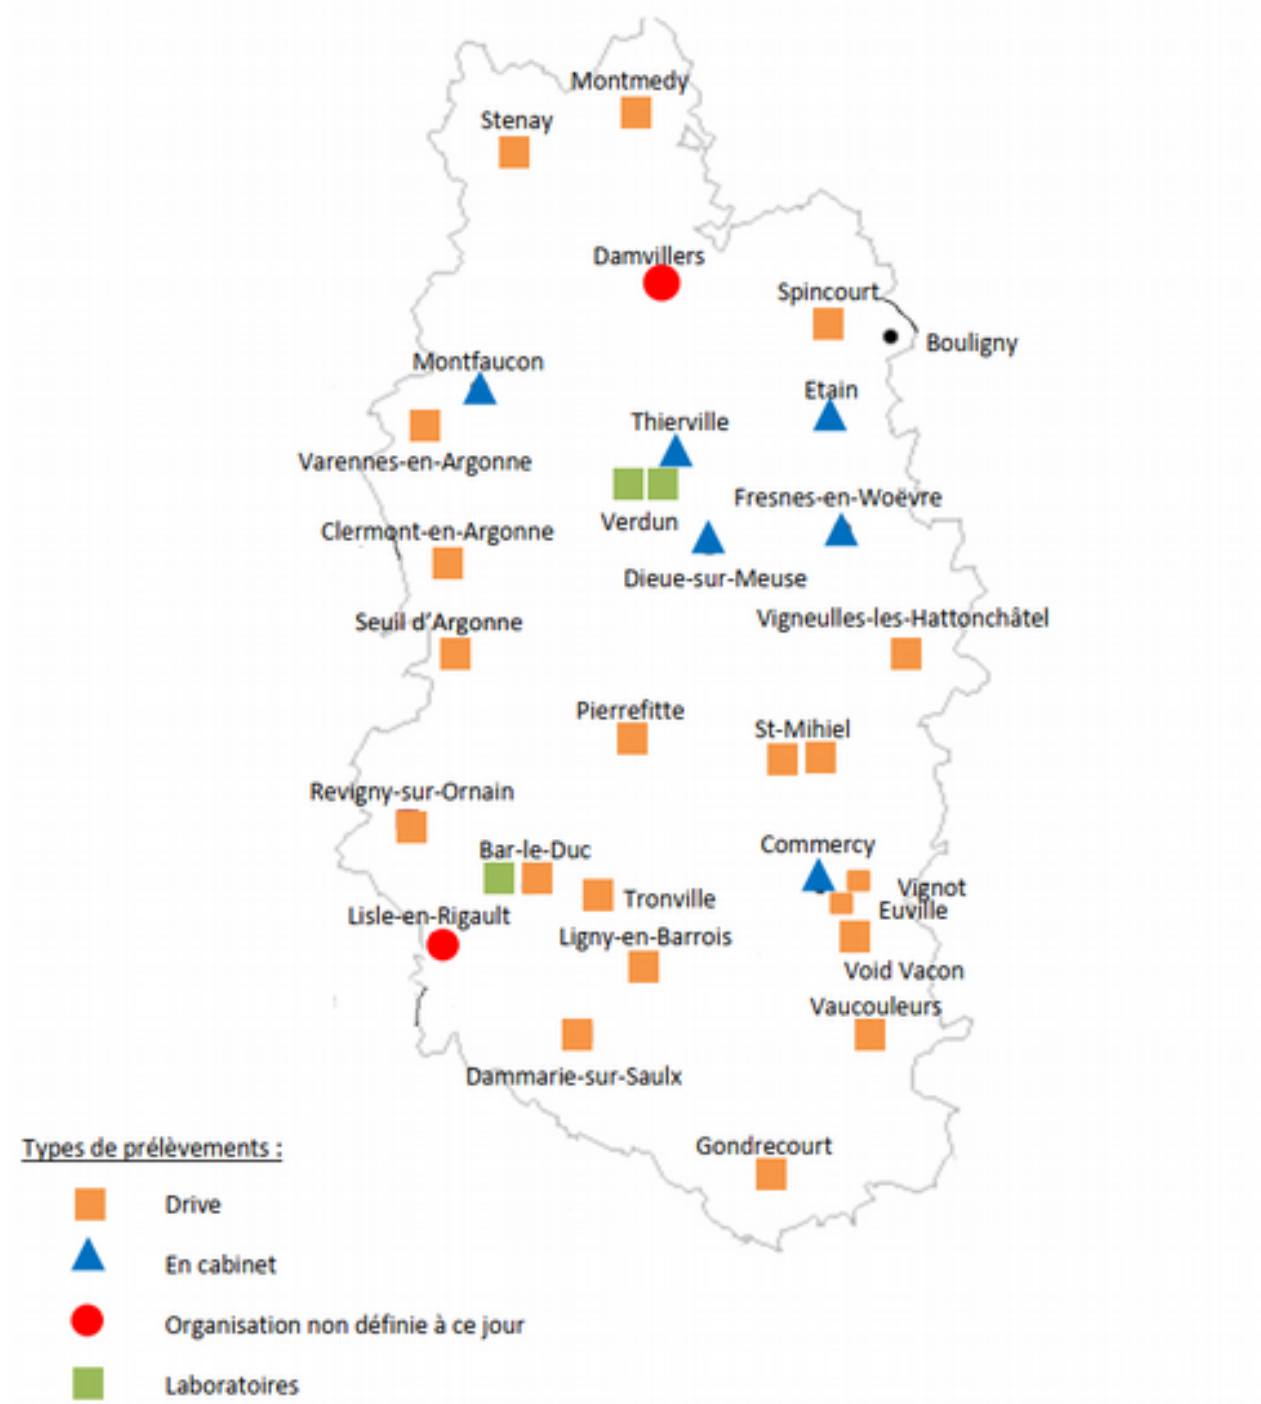 Montmedy
Stenay
Damvillers
Spincourt
Bouligny
Montfaucon
Etain
Thierville
Varennes-en-Argonne
Fresnes-en-Woëvre
Verdun
Clermont-en-Argonne
Dieue-sur-Meuse
Seuil d'Argonne
Vigneulles-les-Hattonchâtel
Pierrefitte
St-Mihiel
Revigny-sur-Ornain
Commercy
Bar-le-Duc
Vignot
Tronville
Euville
Lisle-en-Rigault
Ligny-en-Barrois
Void Vacon
Vaucouleurs
Dammarie-sur-Saulx
Gondrecourt
Types de prélèvements :
Drive
En cabinet
Organisation non définie à ce jour
Laboratoires